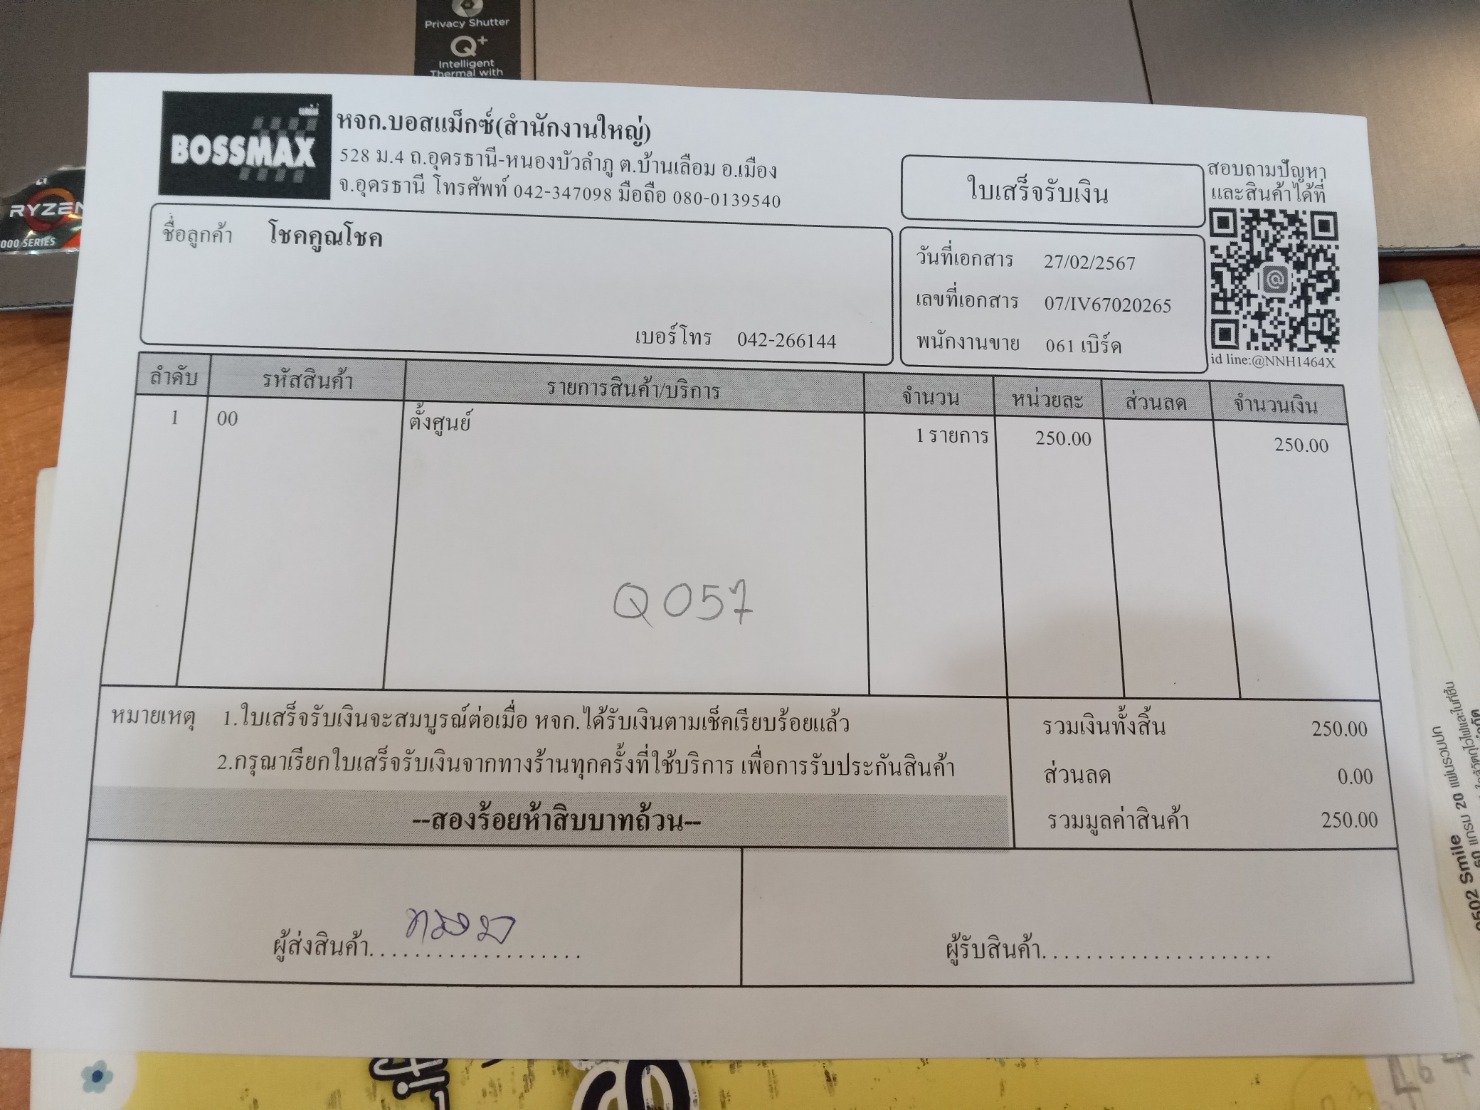 Privacy Shutter
Q+
Intelligent
Thermal with
RYZEN
000 SERIES
BOSSMAX
หจก.บอสแม็กซ์(สำนักงานใหญ่)
528 ม.4 ถ.อุดรธานี-หนองบัวลำภู ต.บ้านเลื่อม อ.เมือง
จ.อุดรธานี โทรศัพท์ 042-347098 มือถือ 080-0139540
ใบเสร็จรับเงิน
สอบถามปัญหา
และสินค้าได้ที่
id line:@NNH1464X
ชื่อลูกค้า โชคคูณโชค
เบอร์โทร 042-266144
วันที่เอกสาร 27/02/2567
เลขที่เอกสาร 07/IV67020265
พนักงานขาย 061 เบิร์ด
ลำดับ รหัสสินค้า รายการสินค้า/บริการ จำนวน หน่วยละ ส่วนลด จำนวนเงิน
1 00 ตั้งศูนย์ 1 รายการ 250.00 250.00
Q057
หมายเหตุ 1.ใบเสร็จรับเงินจะสมบูรณ์ต่อเมื่อ หจก.ได้รับเงินตามเช็คเรียบร้อยแล้ว
2.กรุณาเรียกใบเสร็จรับเงินจากทางร้านทุกครั้งที่ใช้บริการ เพื่อการรับประกันสินค้า
--สองร้อยห้าสิบบาทถ้วน--
รวมเงินทั้งสิ้น 250.00
ส่วนลด 0.00
รวมมูลค่าสินค้า 250.00
ผู้ส่งสินค้า....................
ผู้รับสินค้า.....................
0502 Smile